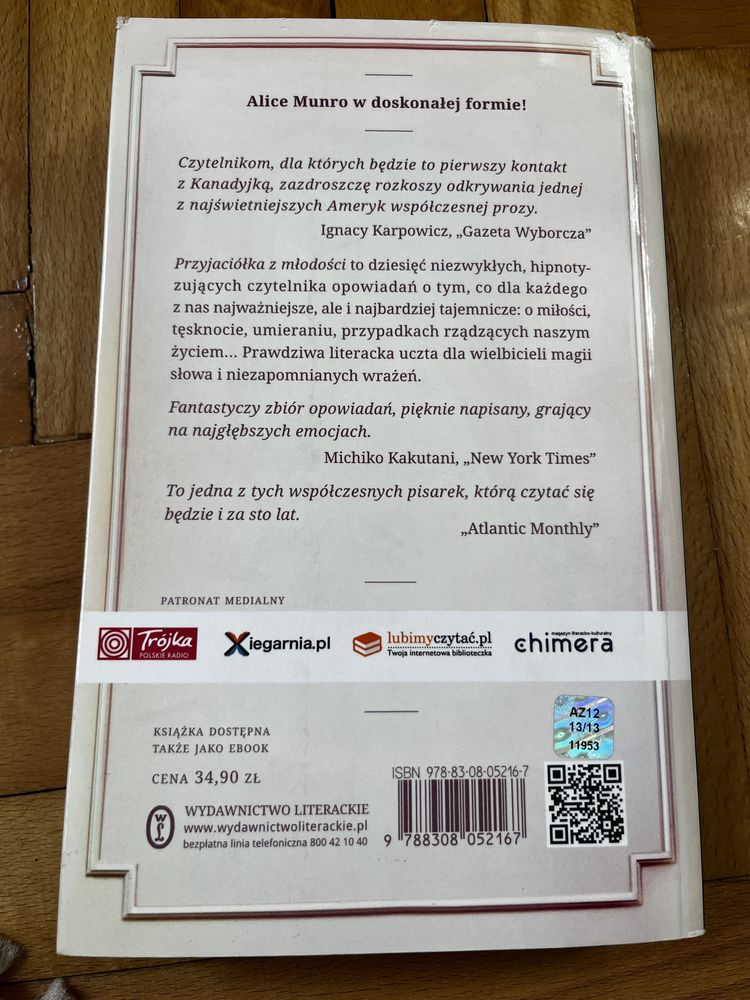 Alice Munro w doskonałej formie!
Czytelnikom, dla których będzie to pierwszy kontakt
z Kanadyjką, zazdroszczę rozkoszy odkrywania jednej
z najświetniejszych Ameryk współczesnej prozy.
Ignacy Karpowicz, „Gazeta Wyborcza”
Przyjaciółka z młodości to dziesięć niezwykłych, hipnoty-
zujących czytelnika opowiadań o tym, co dla każdego
z nas najważniejsze, ale i najbardziej tajemnicze: o miłości,
tęsknocie, umieraniu, przypadkach rządzących naszym
życiem... Prawdziwa literacka uczta dla wielbicieli magii
słowa i niezapomnianych wrażeń.
Fantastyczy zbiór opowiadań, pięknie napisany, grający
na najgłębszych emocjach.
Michiko Kakutani, „New York Times”
To jedna z tych współczesnych pisarek, którą czytać się
będzie i za sto lat.
„Atlantic Monthly”
PATRONAT MEDIALNY
Trójka
POLSKIE RADIO
Xiegarnia.pl
lubimyczytać.pl
Twoja internetowa biblioteczka
magazyn literacko-kulturalny
chimera
KSIĄŻKA DOSTĘPNA
TAKŻE JAKO EBOOK
CENA 34,90 ZŁ
AZ12
13/13
11953
ISBN 978-83-08-05216-7
9 788308 052167
WL
WYDAWNICTWO LITERACKIE
www.wydawnictwoliterackie.pl
bezpłatna linia telefoniczna 800 42 10 40